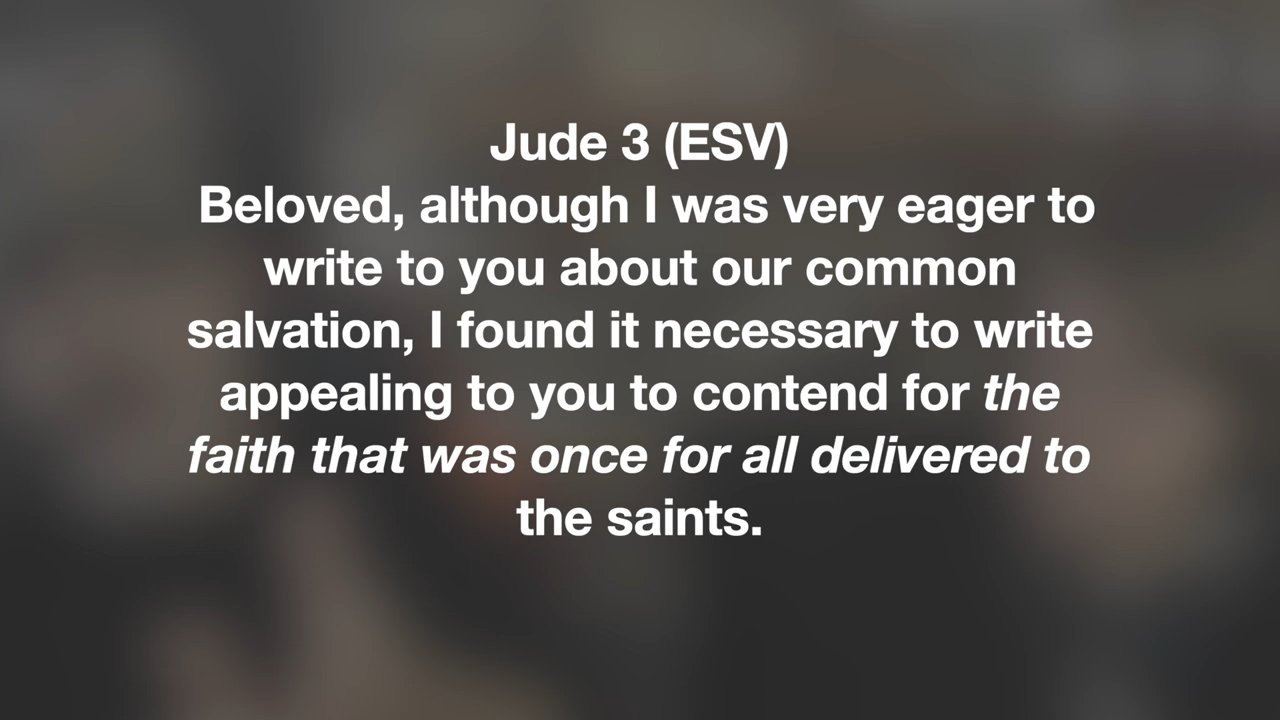 Jude 3 (ESV)
Beloved, although I was very eager to
write to you about our common
salvation, I found it necessary to write
appealing to you to contend for the
faith that was once for all delivered to
the saints.